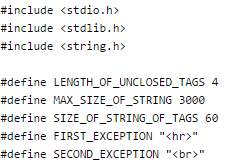 #include <stdio.h>
#include <stdlib.h>
#include <string.h>
#define LENGTH_OF_UNCLOSED_TAGS 4
#define MAX_SIZE_OF_STRING 3000
#define SIZE_OF_STRING_OF_TAGS 60
#define FIRST_EXCEPTION "<hr>"
#define SECOND_EXCEPTION "<br>"